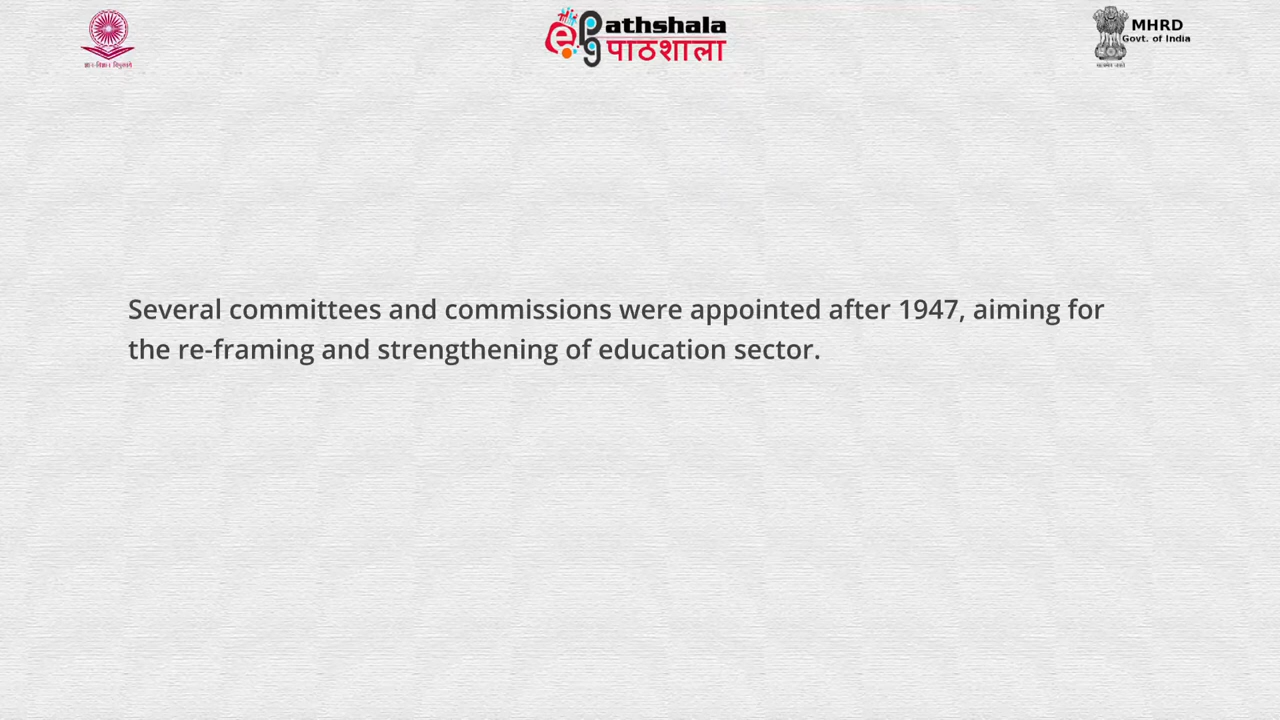 ePathshala
पाठशाला
MHRD
Govt. of India
Several committees and commissions were appointed after 1947, aiming for
the re-framing and strengthening of education sector.